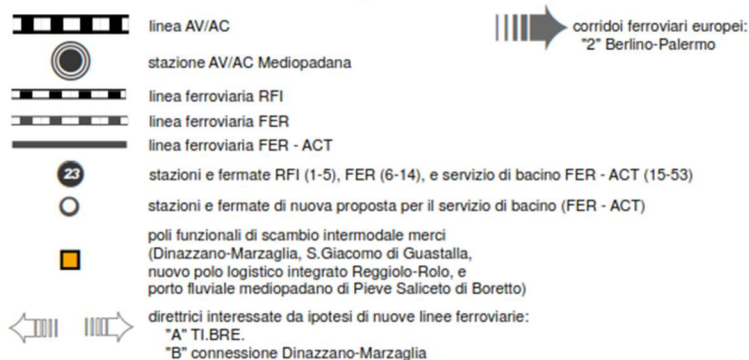 linea AV/AC
corridoi ferroviari europei:
"2" Berlino-Palermo
stazione AV/AC Mediopadana
linea ferroviaria RFI
linea ferroviaria FER
linea ferroviaria FER - ACT
23
stazioni e fermate RFI (1-5), FER (6-14), e servizio di bacino FER - ACT (15-53)
stazioni e fermate di nuova proposta per il servizio di bacino (FER - ACT)
poli funzionali di scambio intermodale merci
(Dinazzano-Marzaglia, S.Giacomo di Guastalla,
nuovo polo logistico integrato Reggiolo-Rolo, e
porto fluviale mediopadano di Pieve Saliceto di Boretto)
direttrici interessate da ipotesi di nuove linee ferroviarie:
"A" TI.BRE.
"B" connessione Dinazzano-Marzaglia